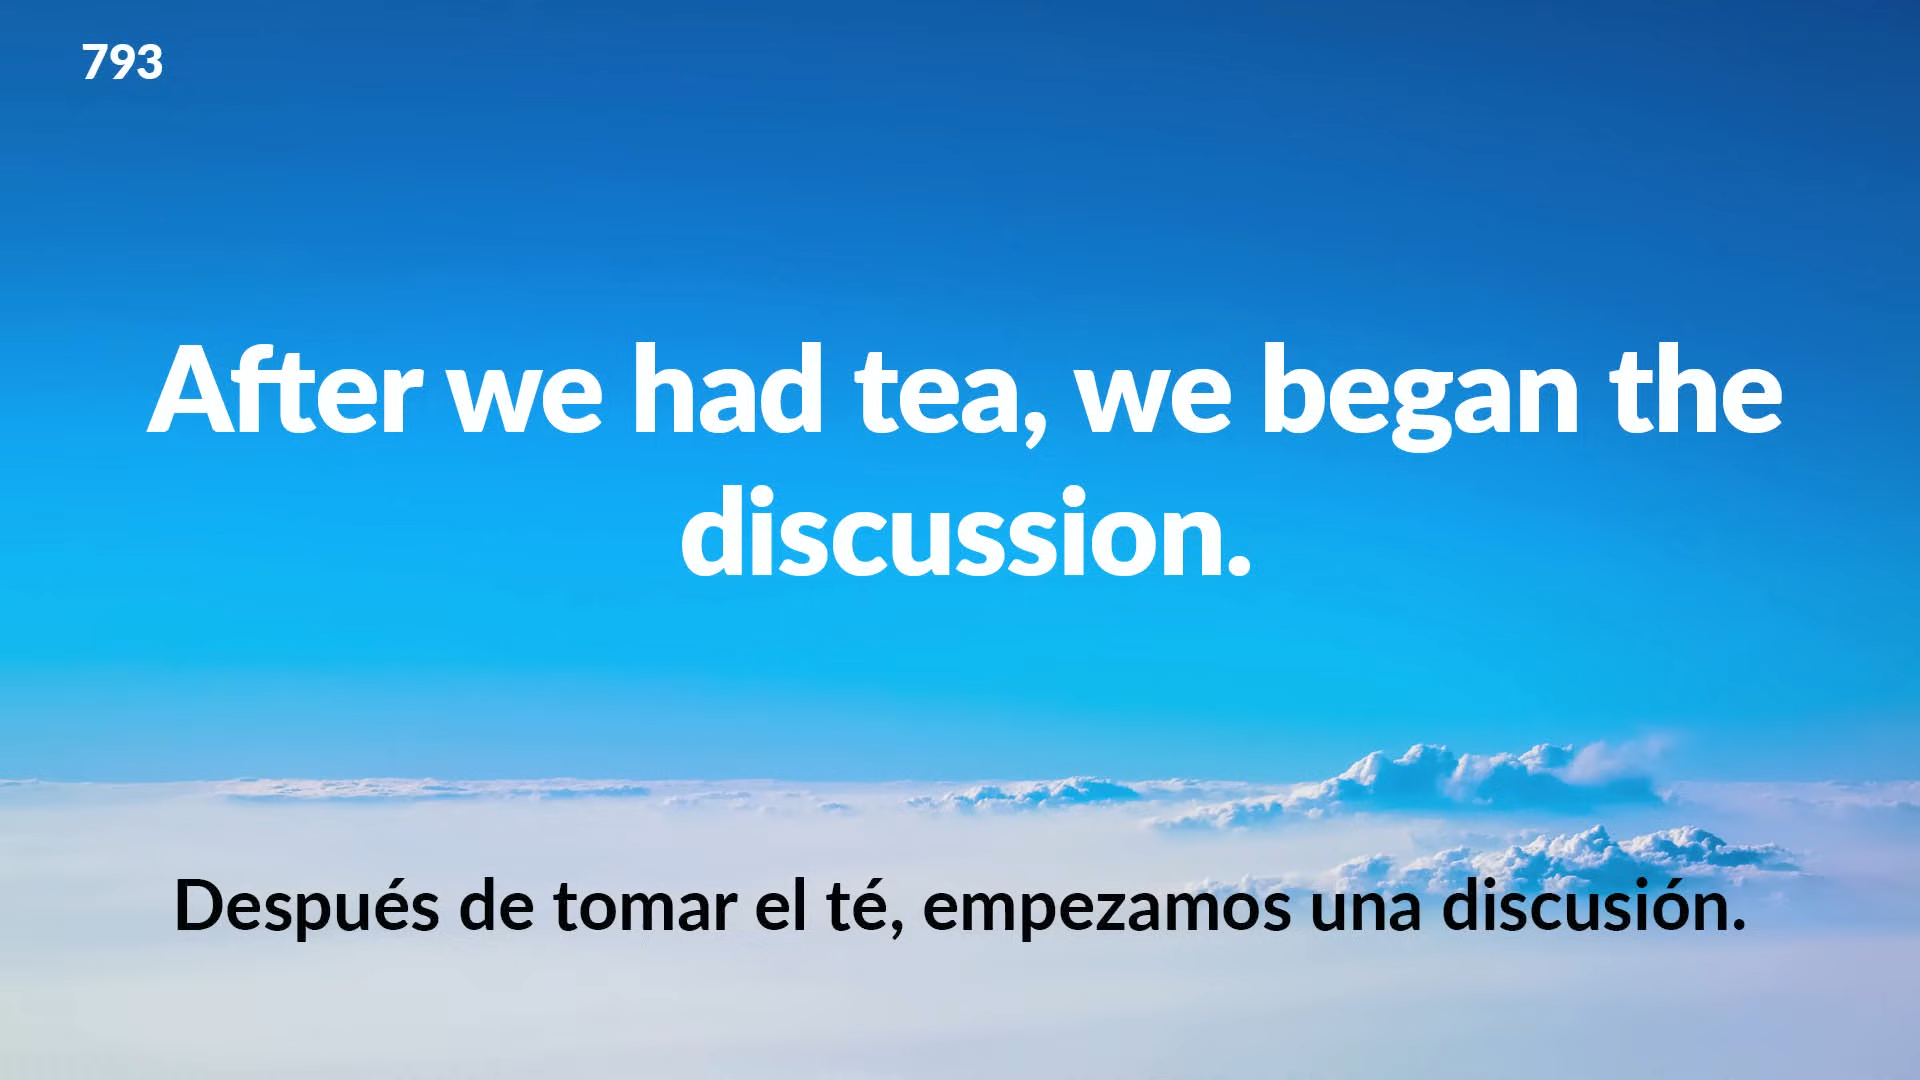 793
After we had tea, we began the
discussion.
Después de tomar el té, empezamos una discusión.